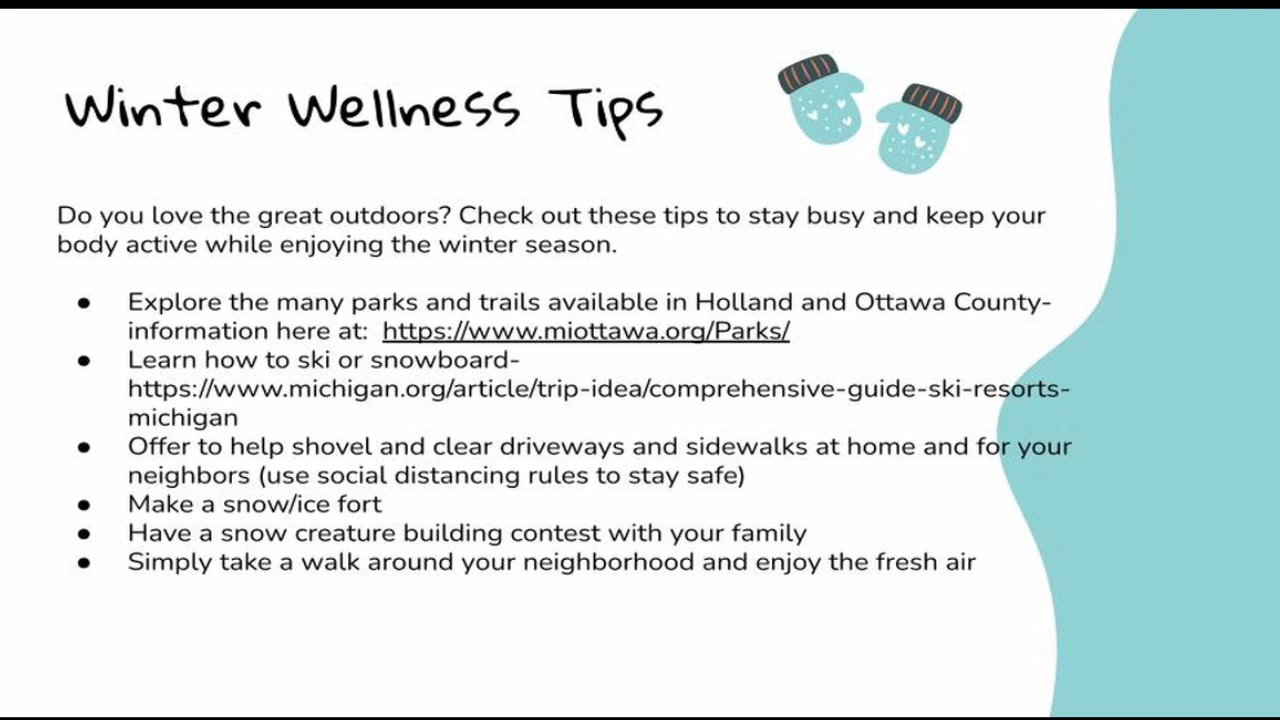 Winter Wellness Tips
Do you love the great outdoors? Check out these tips to stay busy and keep your
body active while enjoying the winter season.
● Explore the many parks and trails available in Holland and Ottawa County-
information here at: https://www.miottawa.org/Parks/
● Learn how to ski or snowboard-
https://www.michigan.org/article/trip-idea/comprehensive-guide-ski-resorts-
michigan
● Offer to help shovel and clear driveways and sidewalks at home and for your
neighbors (use social distancing rules to stay safe)
● Make a snow/ice fort
● Have a snow creature building contest with your family
● Simply take a walk around your neighborhood and enjoy the fresh air